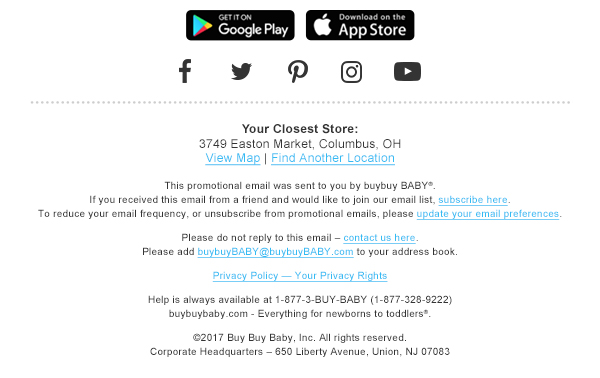 GET IT ON
Google Play
Download on the
App Store
Your Closest Store:
3749 Easton Market, Columbus, OH
View Map | Find Another Location
This promotional email was sent to you by buybuy BABY®.
If you received this email from a friend and would like to join our email list, subscribe here.
To reduce your email frequency, or unsubscribe from promotional emails, please update your email preferences.
Please do not reply to this email – contact us here.
Please add buybuyBABY@buybuyBABY.com to your address book.
Privacy Policy — Your Privacy Rights
Help is always available at 1-877-3-BUY-BABY (1-877-328-9222)
buybuybaby.com - Everything for newborns to toddlers®.
©2017 Buy Buy Baby, Inc. All rights reserved.
Corporate Headquarters – 650 Liberty Avenue, Union, NJ 07083